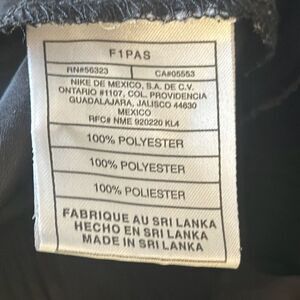 F1PAS
RN#56323 CA#05553
NIKE DE MEXICO, S.A. DE C.V.
ONTARIO #1107, COL. PROVIDENCIA
GUADALAJARA, JALISCO 44630
MEXICO
RFC# NME 920220 KL4
100% POLYESTER
100% POLYESTER
100% POLIESTER
FABRIQUE AU SRI LANKA
HECHO EN SRI LANKA
MADE IN SRI LANKA